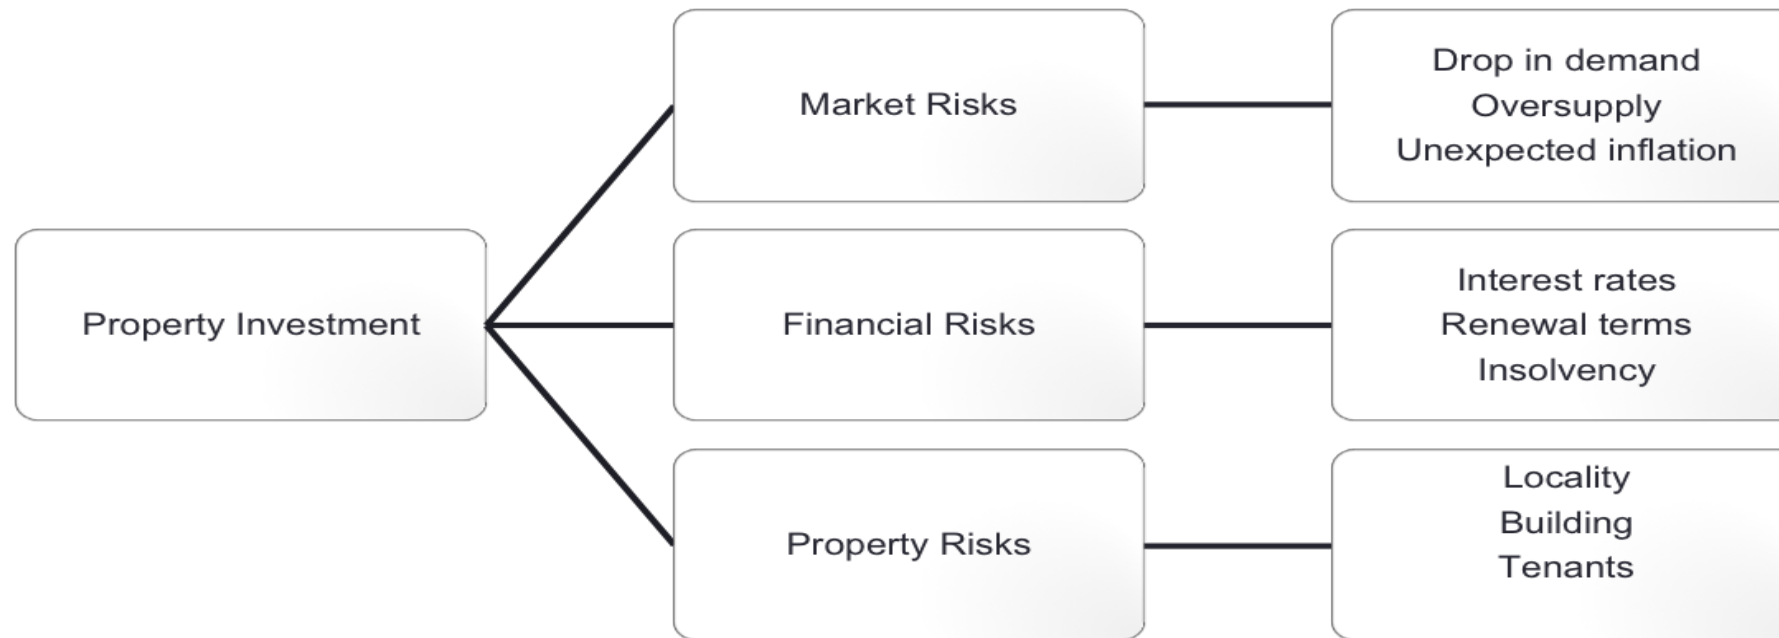 Property Investment
Market Risks
Drop in demand
Oversupply
Unexpected inflation
Financial Risks
Interest rates
Renewal terms
Insolvency
Property Risks
Locality
Building
Tenants